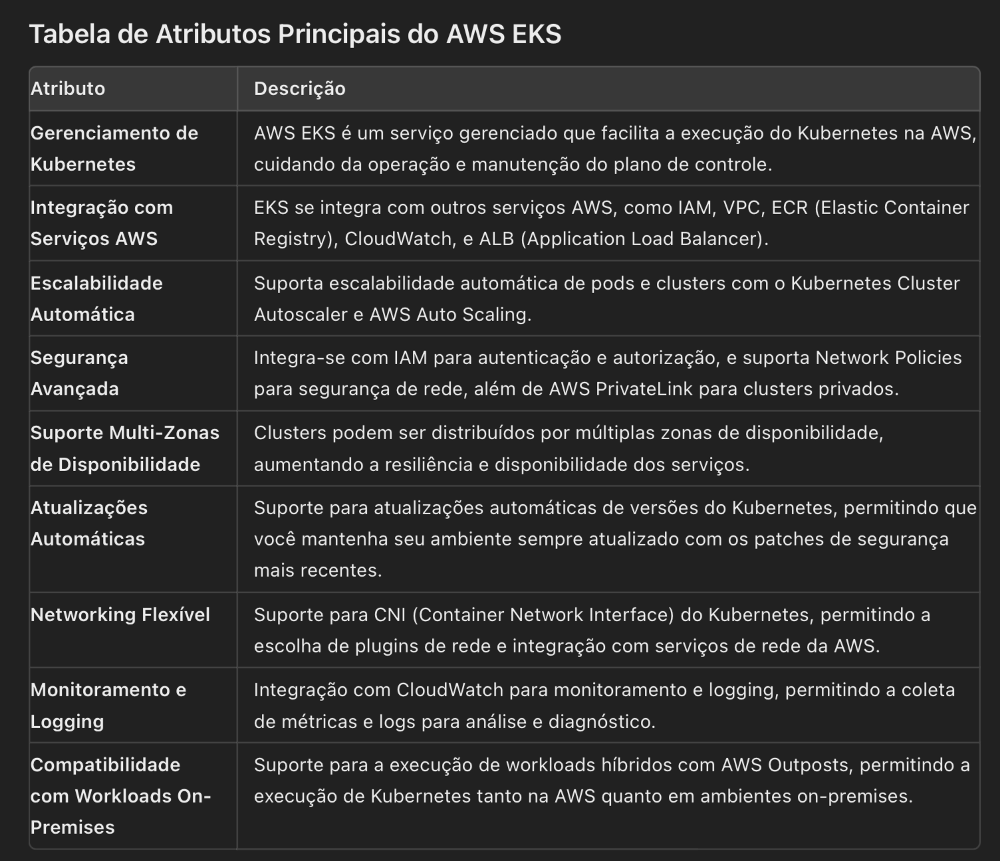 Tabela de Atributos Principais do AWS EKS
Atributo
Descrição
Gerenciamento de
Kubernetes
AWS EKS é um serviço gerenciado que facilita a execução do Kubernetes na AWS,
cuidando da operação e manutenção do plano de controle.
Integração com
Serviços AWS
EKS se integra com outros serviços AWS, como IAM, VPC, ECR (Elastic Container
Registry), CloudWatch, e ALB (Application Load Balancer).
Escalabilidade
Automática
Suporta escalabilidade automática de pods e clusters com o Kubernetes Cluster
Autoscaler e AWS Auto Scaling.
Segurança
Avançada
Integra-se com IAM para autenticação e autorização, e suporta Network Policies
para segurança de rede, além de AWS PrivateLink para clusters privados.
Suporte Multi-Zonas
de Disponibilidade
Clusters podem ser distribuídos por múltiplas zonas de disponibilidade,
aumentando a resiliência e disponibilidade dos serviços.
Atualizações
Automáticas
Suporte para atualizações automáticas de versões do Kubernetes, permitindo que
você mantenha seu ambiente sempre atualizado com os patches de segurança
mais recentes.
Networking Flexível
Suporte para CNI (Container Network Interface) do Kubernetes, permitindo a
escolha de plugins de rede e integração com serviços de rede da AWS.
Monitoramento e
Logging
Integração com CloudWatch para monitoramento e logging, permitindo a coleta
de métricas e logs para análise e diagnóstico.
Compatibilidade
com Workloads On-
Premises
Suporte para a execução de workloads híbridos com AWS Outposts, permitindo a
execução de Kubernetes tanto na AWS quanto em ambientes on-premises.